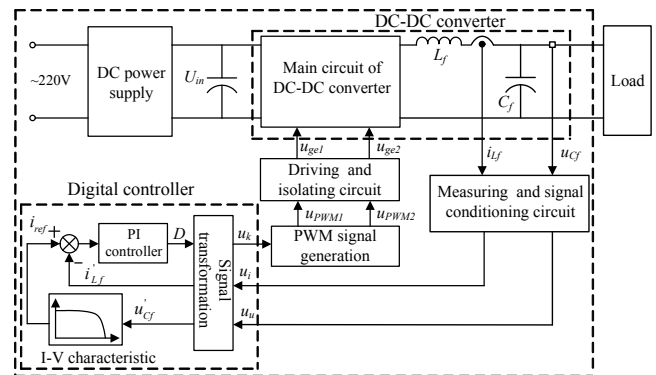 DC-DC converter
~220V
DC power
supply
U_in
Main circuit of
DC-DC converter
L_f
C_f
Load
u_ge1
u_ge2
i_Lf
u_Cf
Driving and
isolating circuit
Measuring and signal
conditioning circuit
Digital controller
u_PWM1
u_PWM2
i_ref
+
−
PI
controller
D
Signal
transformation
u_k
PWM signal
generation
i'_Lf
u_i
u'_Cf
u_u
I-V characteristic